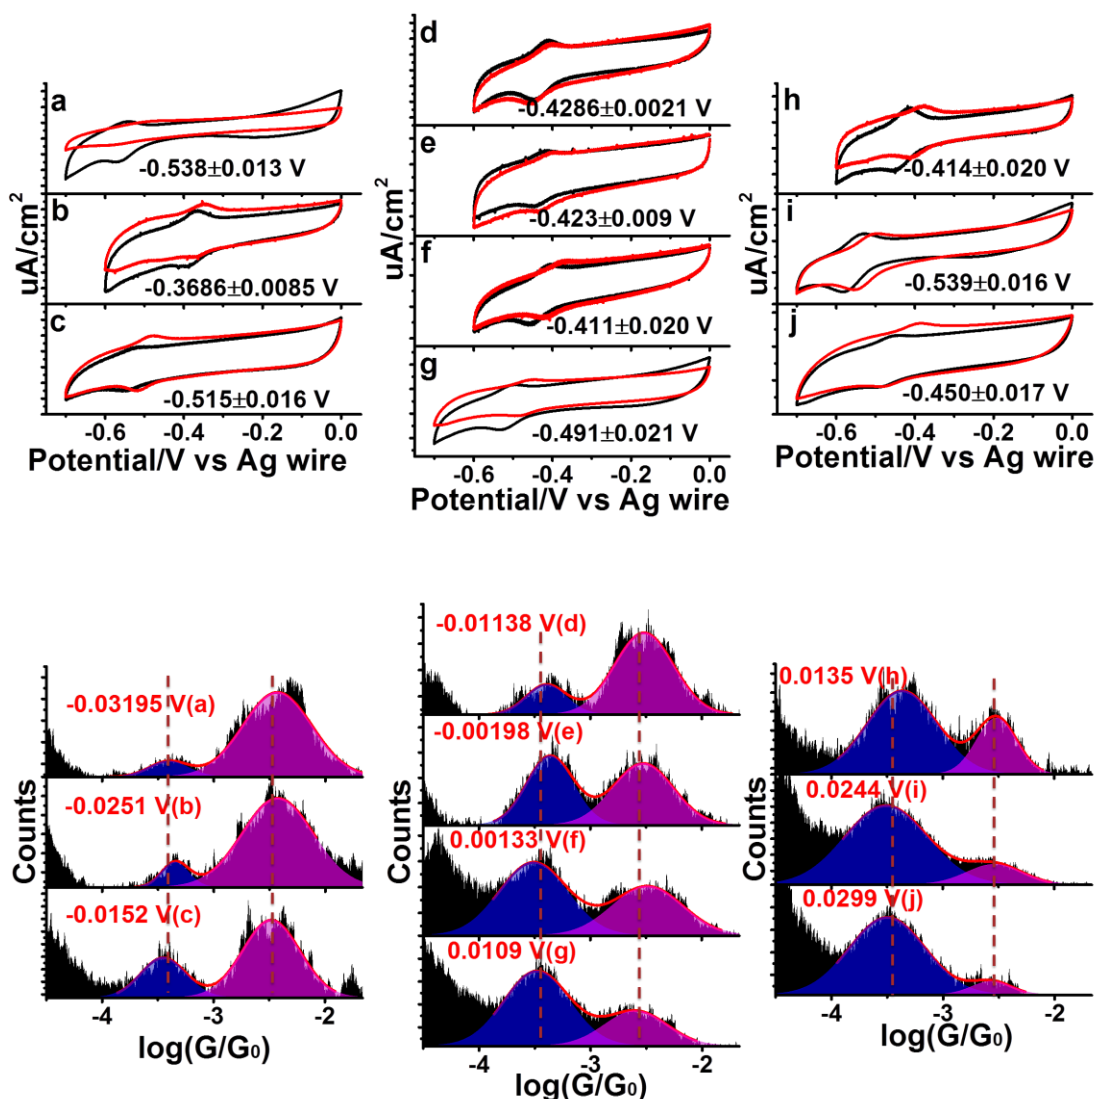 a
-0.538±0.013 V
b
-0.3686±0.0085 V
c
-0.515±0.016 V
uA/cm²
-0.6 -0.4 -0.2 0.0
Potential/V vs Ag wire
d
-0.4286±0.0021 V
e
-0.423±0.009 V
f
-0.411±0.020 V
g
-0.491±0.021 V
uA/cm²
-0.6 -0.4 -0.2 0.0
Potential/V vs Ag wire
h
-0.414±0.020 V
i
-0.539±0.016 V
j
-0.450±0.017 V
uA/cm²
-0.6 -0.4 -0.2 0.0
Potential/V vs Ag wire
-0.03195 V(a)
-0.0251 V(b)
-0.0152 V(c)
Counts
-4 -3 -2
log(G/G₀)
-0.01138 V(d)
-0.00198 V(e)
0.00133 V(f)
0.0109 V(g)
Counts
-4 -3 -2
log(G/G₀)
0.0135 V(h)
0.0244 V(i)
0.0299 V(j)
Counts
-4 -3 -2
log(G/G₀)